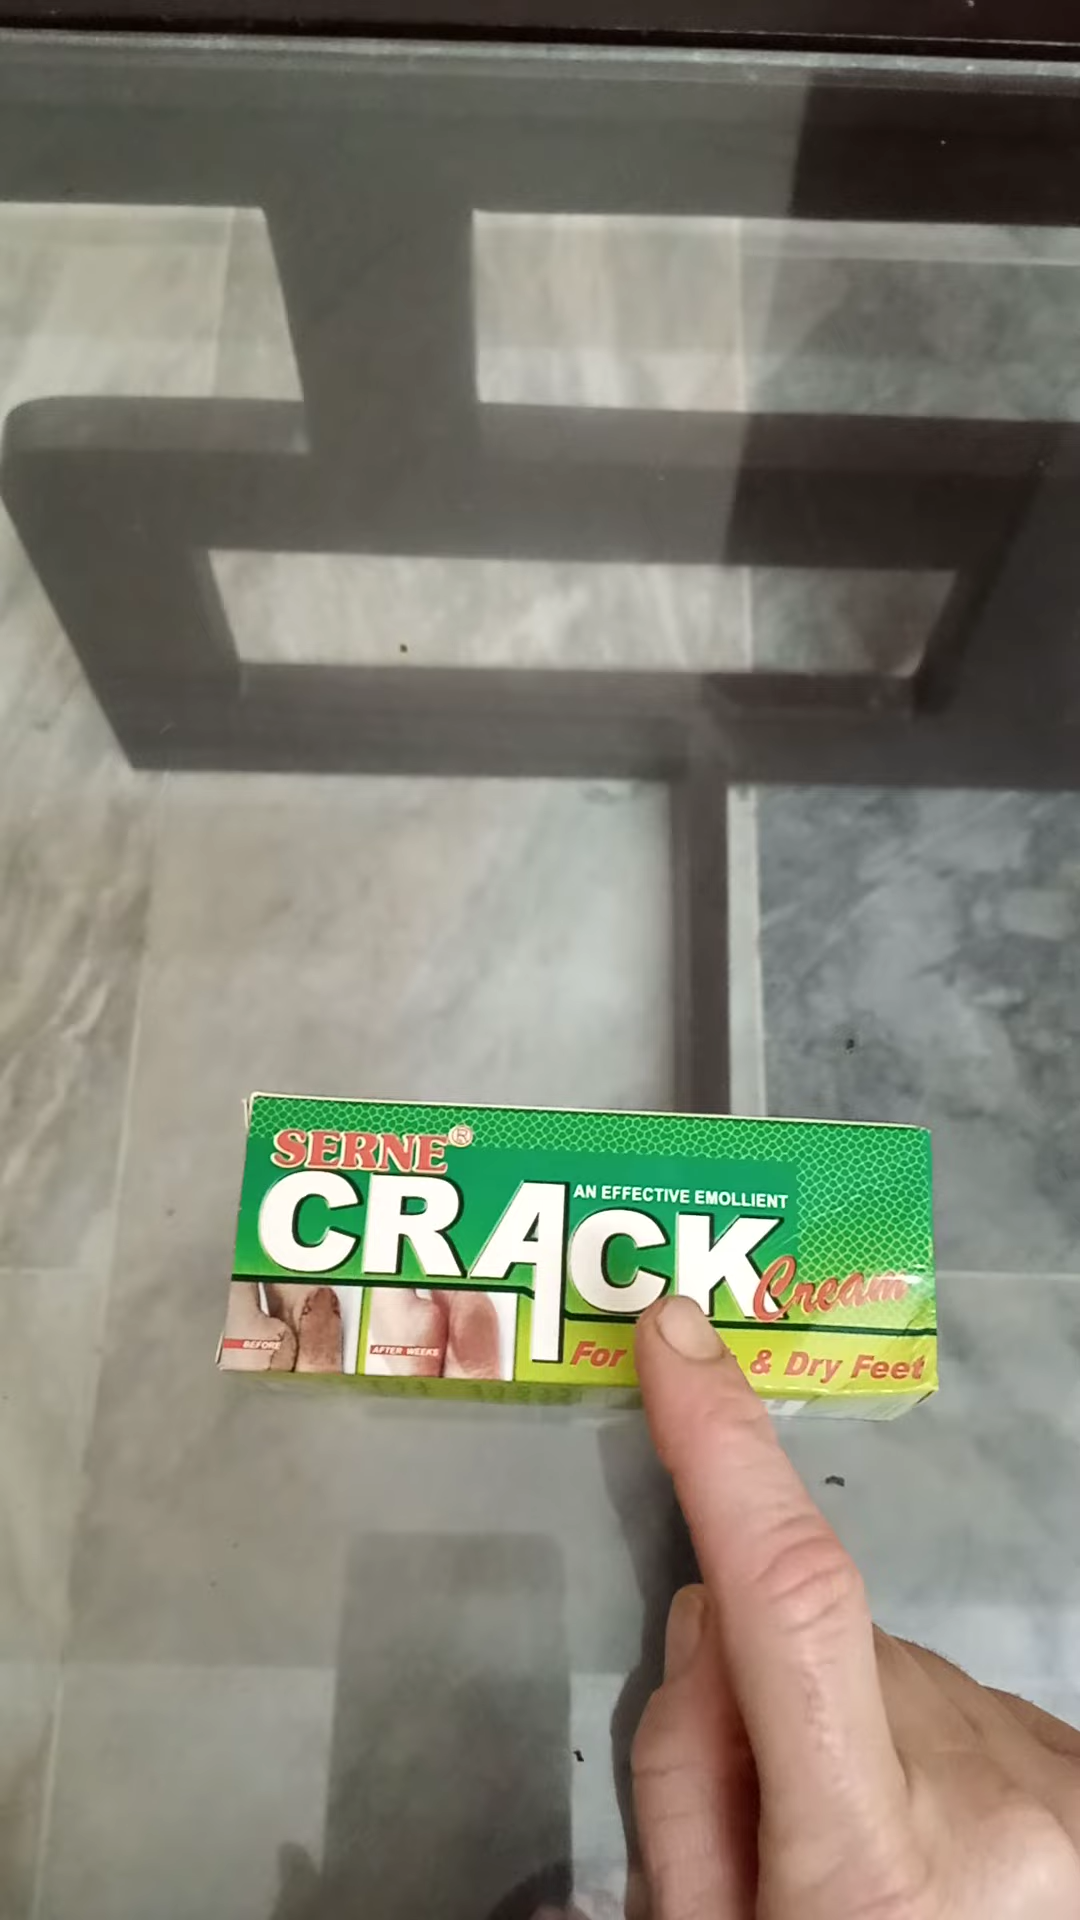 SERNE®
CRACK
AN EFFECTIVE EMOLLIENT
Cream
For & Dry Feet
BEFORE
AFTER WEEKS